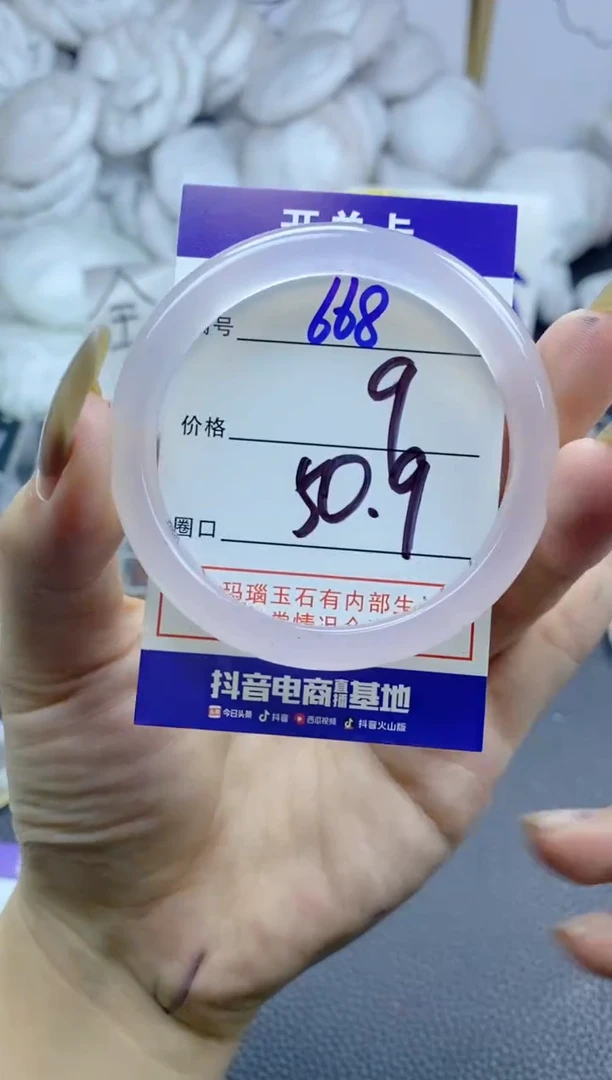 开单卡
号 668
价格 9
圈口 50.9
玛瑙玉石有内部生
情况
抖音电商直播基地
今日头条 抖音 西瓜视频 抖音火山版